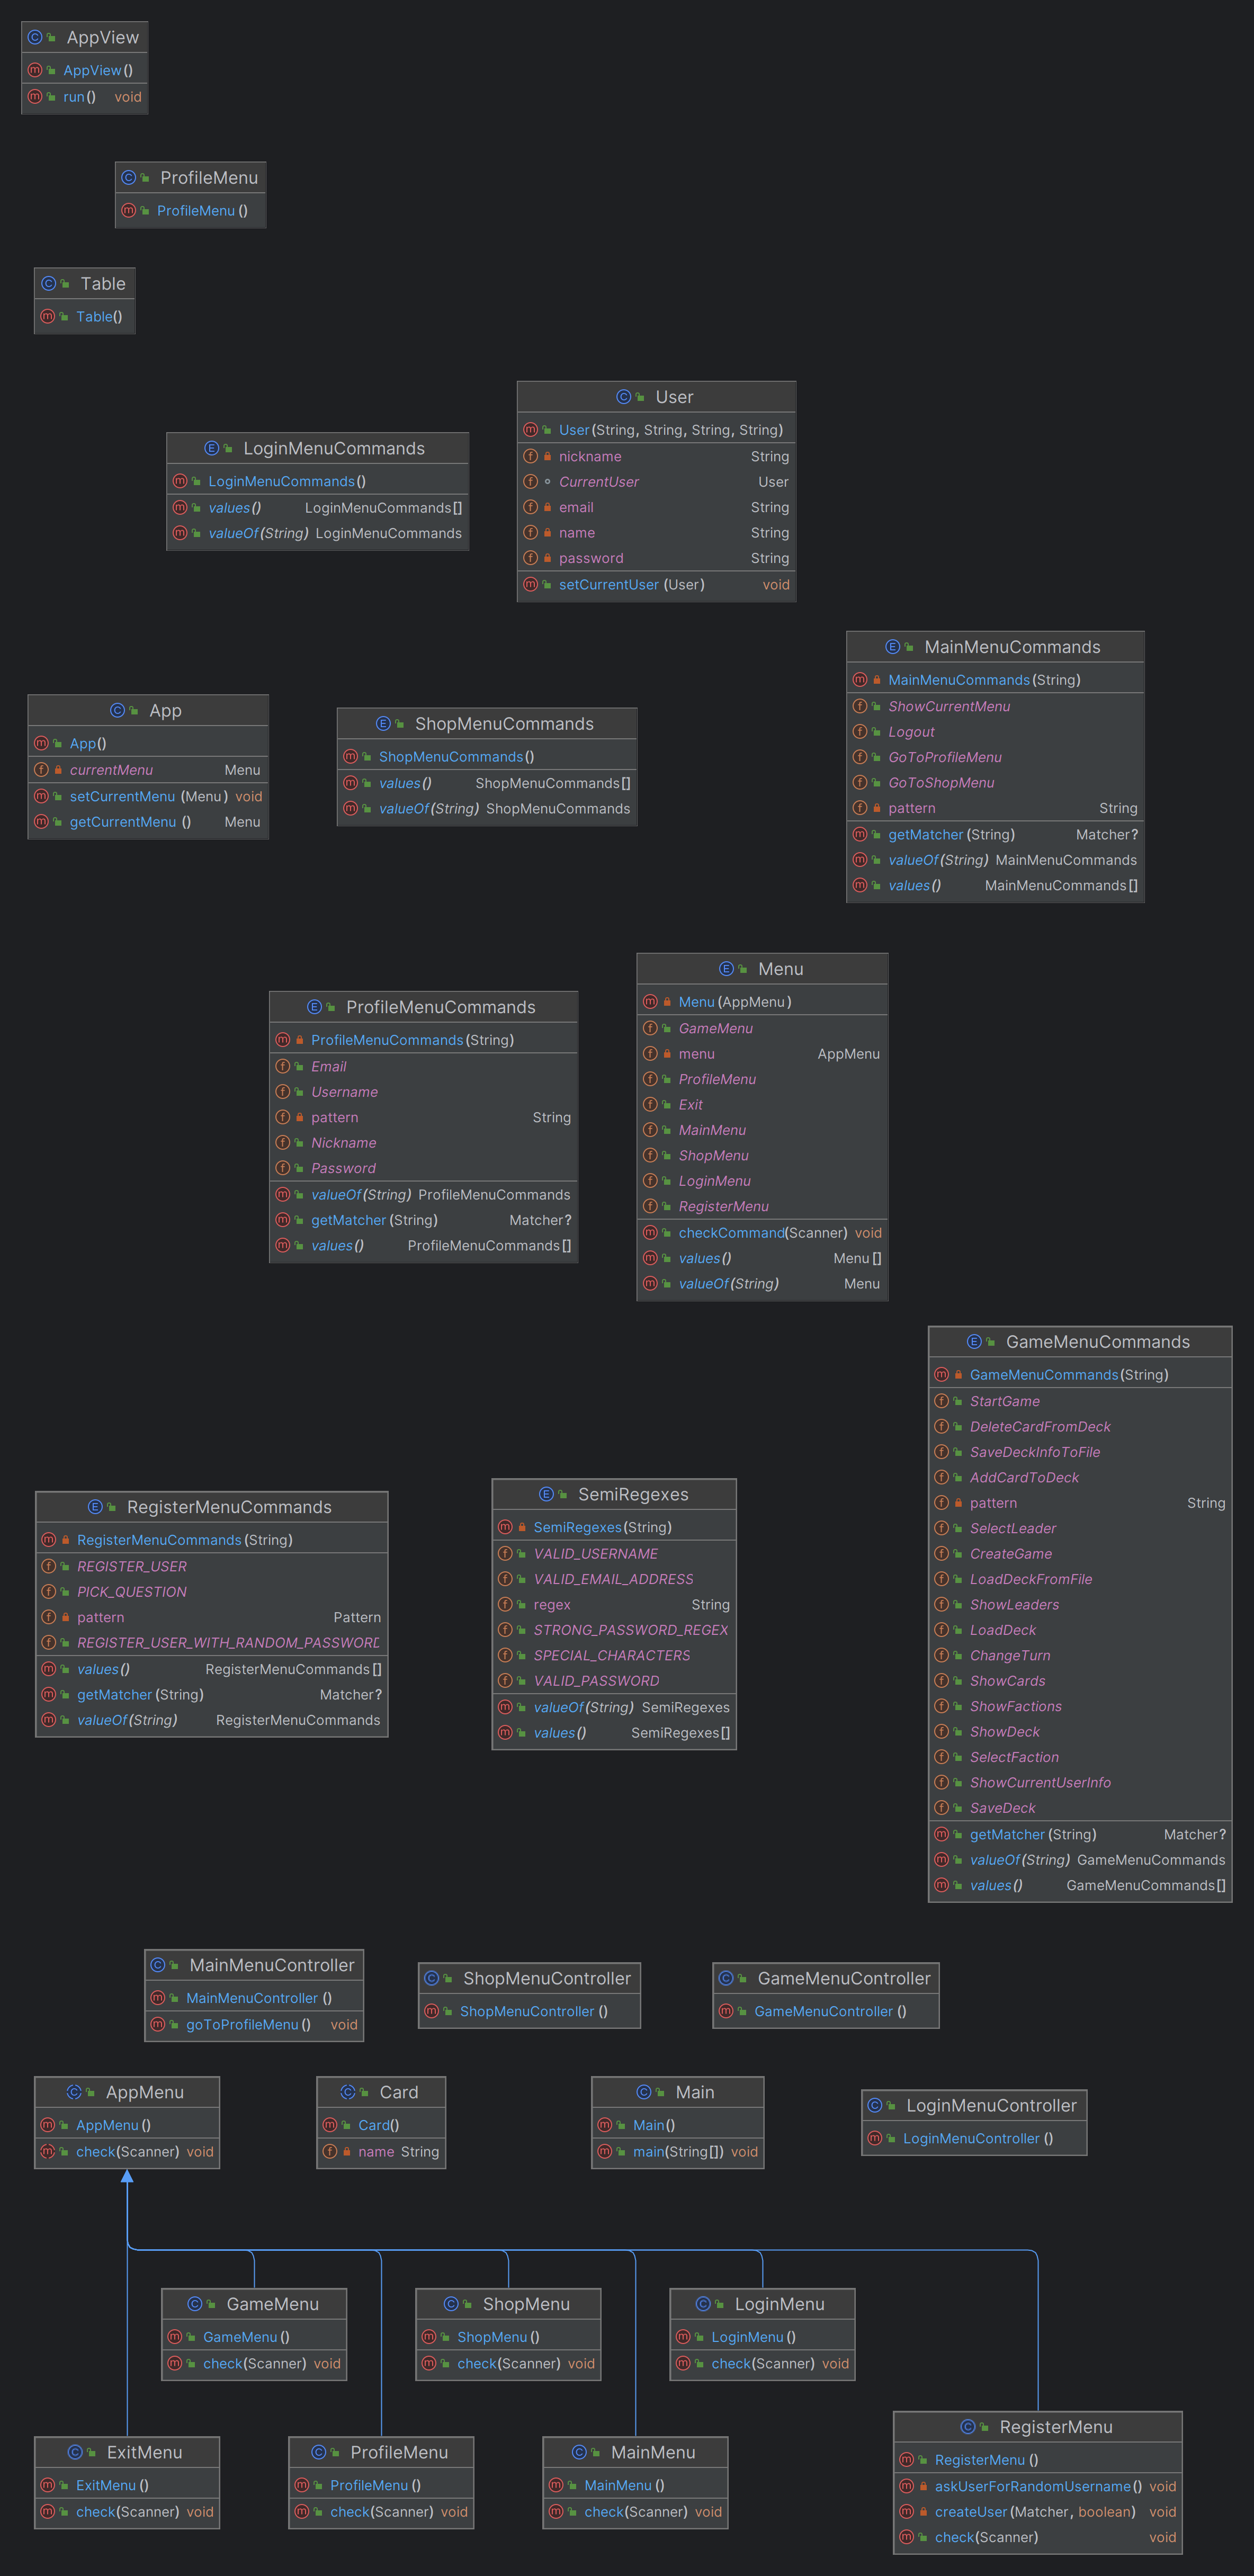 AppView
AppView()
run() void
ProfileMenu
ProfileMenu()
Table
Table()
User
User(String, String, String, String)
nickname String
CurrentUser User
email String
name String
password String
setCurrentUser(User) void
LoginMenuCommands
LoginMenuCommands()
values() LoginMenuCommands[]
valueOf(String) LoginMenuCommands
MainMenuCommands
MainMenuCommands(String)
ShowCurrentMenu
Logout
GoToProfileMenu
GoToShopMenu
pattern String
getMatcher(String) Matcher?
valueOf(String) MainMenuCommands
values() MainMenuCommands[]
App
App()
currentMenu Menu
setCurrentMenu(Menu) void
getCurrentMenu() Menu
ShopMenuCommands
ShopMenuCommands()
values() ShopMenuCommands[]
valueOf(String) ShopMenuCommands
Menu
Menu(AppMenu)
GameMenu
menu AppMenu
ProfileMenu
Exit
MainMenu
ShopMenu
LoginMenu
RegisterMenu
checkCommand(Scanner) void
values() Menu[]
valueOf(String) Menu
ProfileMenuCommands
ProfileMenuCommands(String)
Email
Username
pattern String
Nickname
Password
valueOf(String) ProfileMenuCommands
getMatcher(String) Matcher?
values() ProfileMenuCommands[]
GameMenuCommands
GameMenuCommands(String)
StartGame
DeleteCardFromDeck
SaveDeckInfoToFile
AddCardToDeck
pattern String
SelectLeader
CreateGame
LoadDeckFromFile
ShowLeaders
LoadDeck
ChangeTurn
ShowCards
ShowFactions
ShowDeck
SelectFaction
ShowCurrentUserInfo
SaveDeck
getMatcher(String) Matcher?
valueOf(String) GameMenuCommands
values() GameMenuCommands[]
RegisterMenuCommands
RegisterMenuCommands(String)
REGISTER_USER
PICK_QUESTION
pattern Pattern
REGISTER_USER_WITH_RANDOM_PASSWORD
values() RegisterMenuCommands[]
getMatcher(String) Matcher?
valueOf(String) RegisterMenuCommands
SemiRegexes
SemiRegexes(String)
VALID_USERNAME
VALID_EMAIL_ADDRESS
regex String
STRONG_PASSWORD_REGEX
SPECIAL_CHARACTERS
VALID_PASSWORD
valueOf(String) SemiRegexes
values() SemiRegexes[]
MainMenuController
MainMenuController()
goToProfileMenu() void
ShopMenuController
ShopMenuController()
GameMenuController
GameMenuController()
AppMenu
AppMenu()
check(Scanner) void
Card
Card()
name String
Main
Main()
main(String[]) void
LoginMenuController
LoginMenuController()
GameMenu
GameMenu()
check(Scanner) void
ShopMenu
ShopMenu()
check(Scanner) void
LoginMenu
LoginMenu()
check(Scanner) void
ExitMenu
ExitMenu()
check(Scanner) void
ProfileMenu
ProfileMenu()
check(Scanner) void
MainMenu
MainMenu()
check(Scanner) void
RegisterMenu
RegisterMenu()
askUserForRandomUsername() void
createUser(Matcher, boolean) void
check(Scanner) void